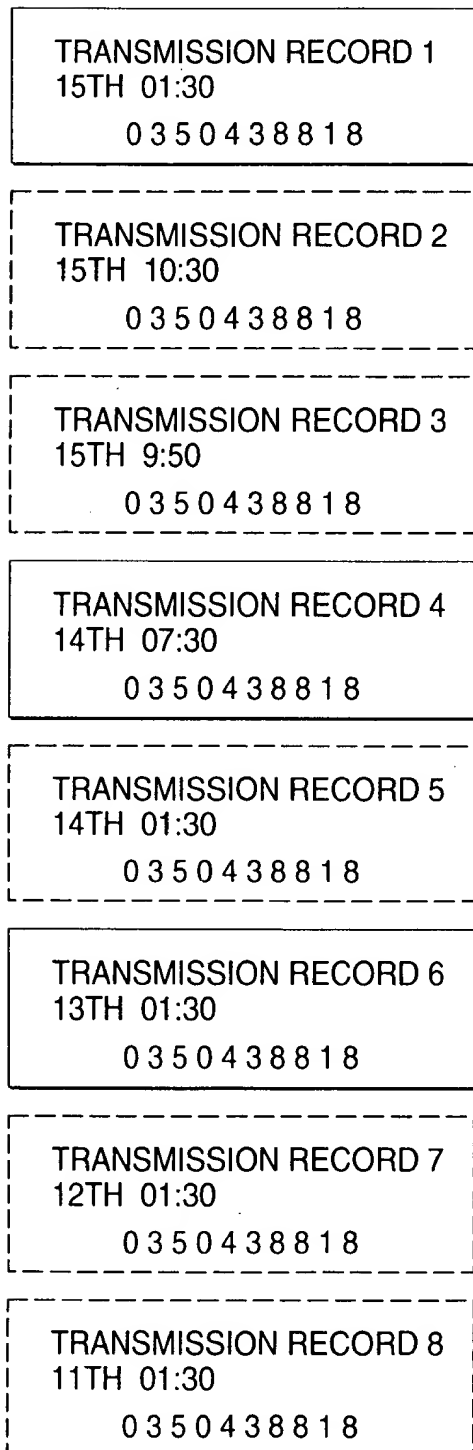 TRANSMISSION RECORD 1
15TH 01:30
0350438818
TRANSMISSION RECORD 2
15TH 10:30
0350438818
TRANSMISSION RECORD 3
15TH 9:50
0350438818
TRANSMISSION RECORD 4
14TH 07:30
0350438818
TRANSMISSION RECORD 5
14TH 01:30
0350438818
TRANSMISSION RECORD 6
13TH 01:30
0350438818
TRANSMISSION RECORD 7
12TH 01:30
0350438818
TRANSMISSION RECORD 8
11TH 01:30
0350438818